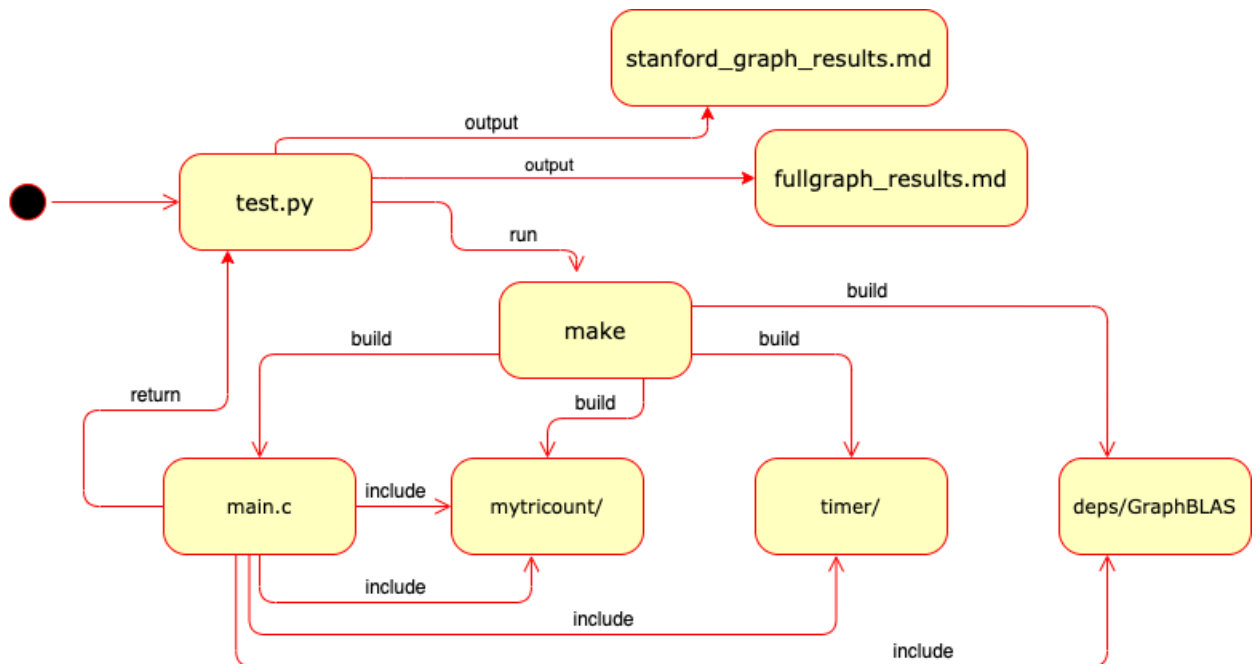 stanford_graph_results.md
output
output
fullgraph_results.md
test.py
run
build
make
build
build
return
build
main.c
include
mytricount/
timer/
deps/GraphBLAS
include
include
include